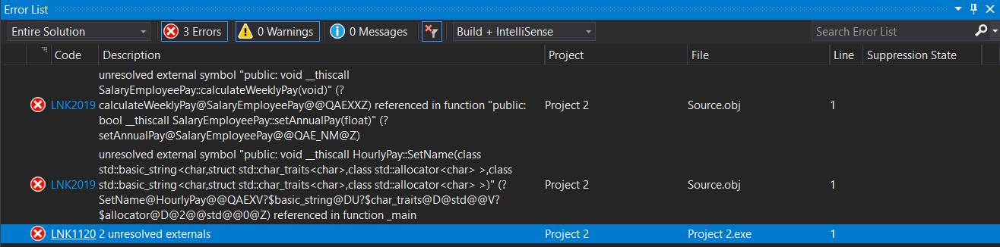 Error List
Entire Solution 3 Errors 0 Warnings 0 Messages Build + IntelliSense Search Error List
Code Description Project File Line Suppression State
unresolved external symbol "public: void __thiscall
SalaryEmployeePay::calculateWeeklyPay(void)" (?
LNK2019 calculateWeeklyPay@SalaryEmployeePay@@QAEXXZ) referenced in function "public: Project 2 Source.obj 1
bool __thiscall SalaryEmployeePay::setAnnualPay(float)" (?
setAnnualPay@SalaryEmployeePay@@QAE_NM@Z)
unresolved external symbol "public: void __thiscall HourlyPay::SetName(class
std::basic_string<char,struct std::char_traits<char>,class std::allocator<char> >,class
LNK2019 std::basic_string<char,struct std::char_traits<char>,class std::allocator<char> >)" (? Project 2 Source.obj 1
SetName@HourlyPay@@QAEXV?$basic_string@DU?$char_traits@D@std@@V?
$allocator@D@2@@std@@0@Z) referenced in function _main
LNK1120 2 unresolved externals Project 2 Project 2.exe 1